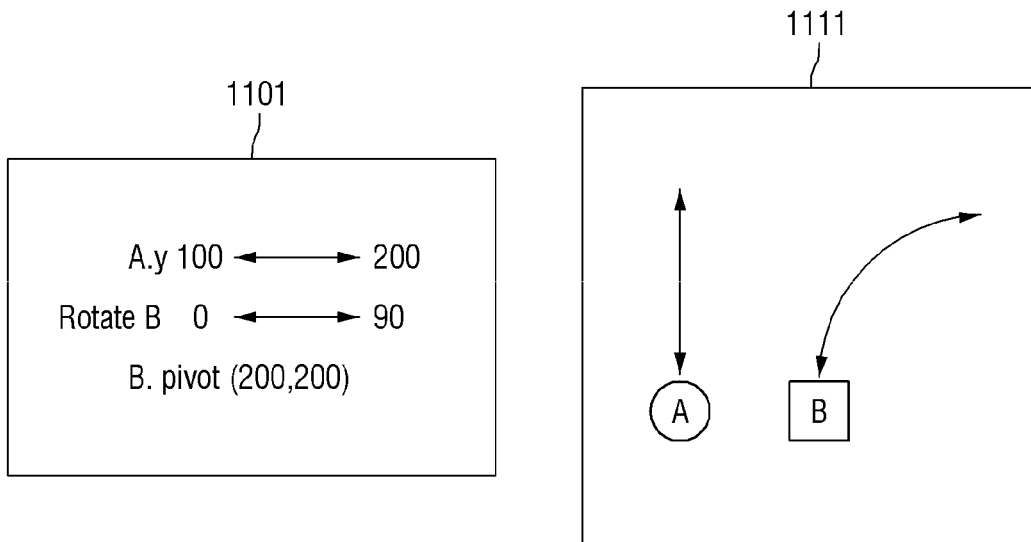 1101
A.y 100 ↔ 200
Rotate B 0 ↔ 90
B. pivot (200,200)
1111
A
B